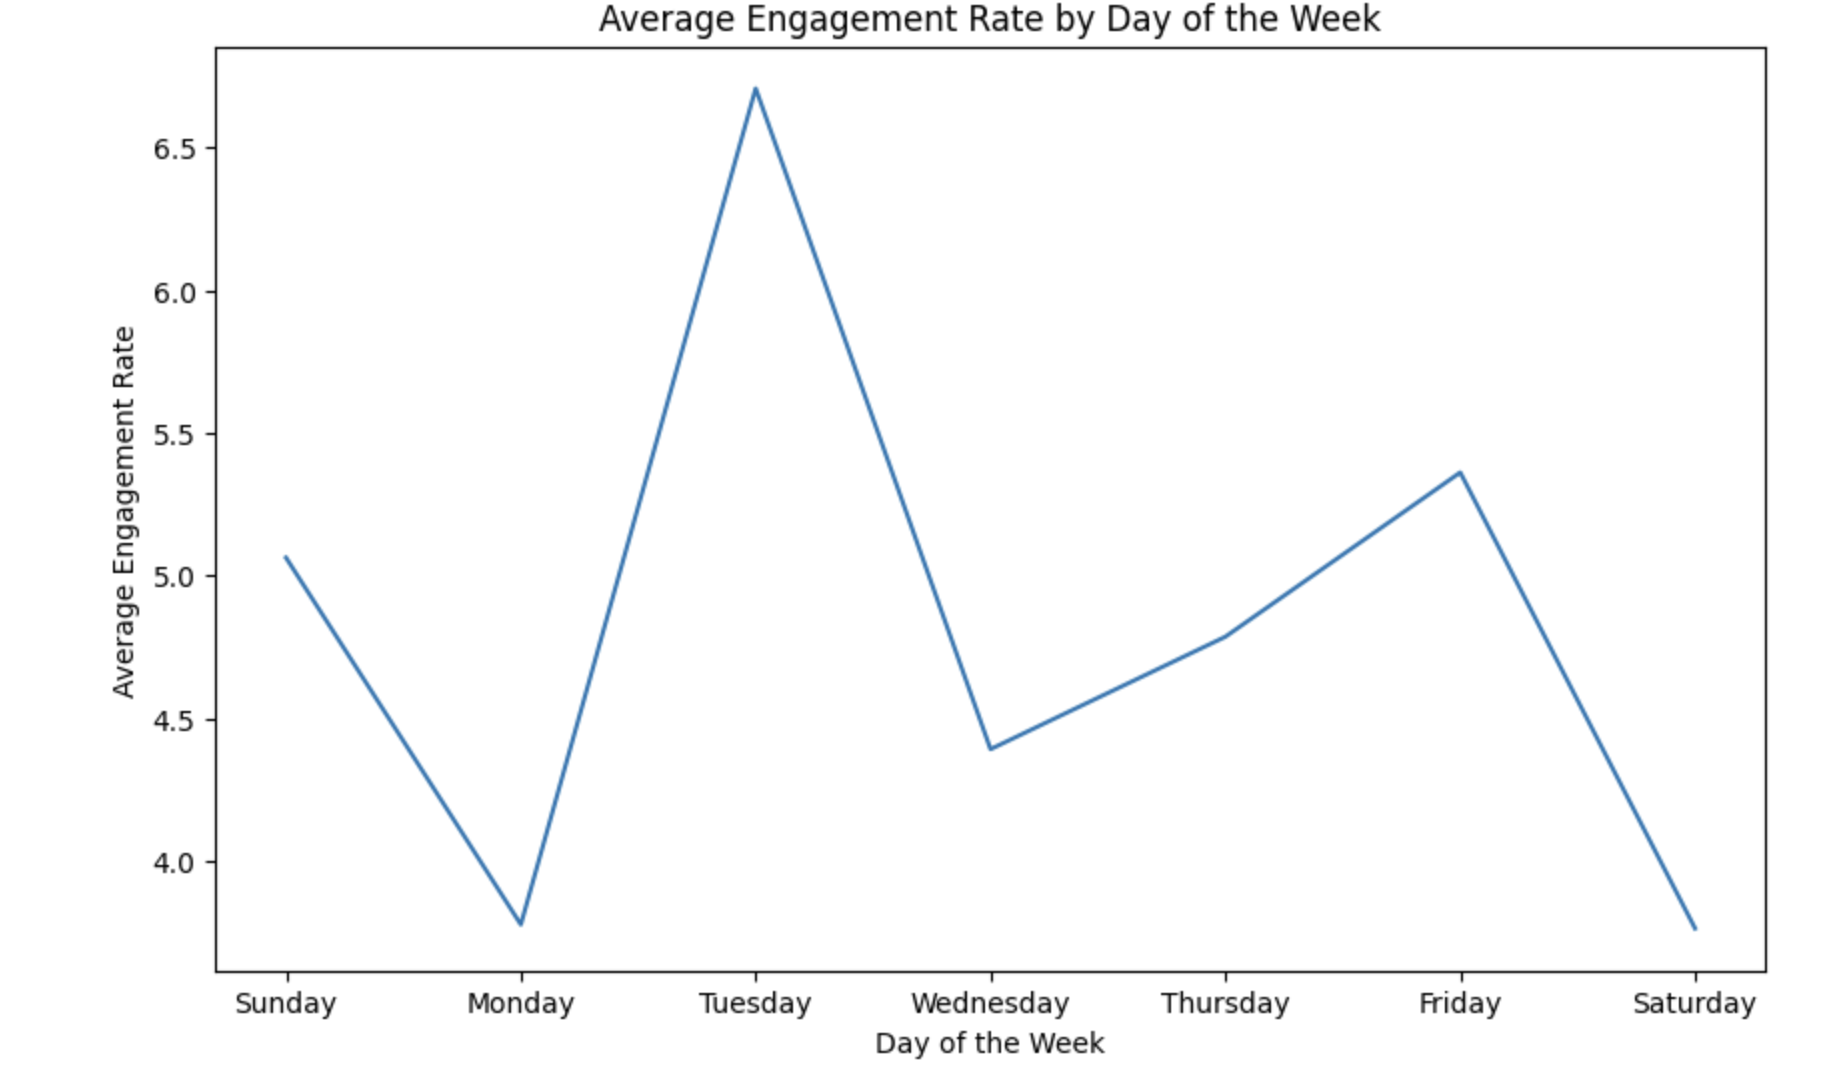 Average Engagement Rate by Day of the Week
Average Engagement Rate
6.5
6.0
5.5
5.0
4.5
4.0
Sunday Monday Tuesday Wednesday Thursday Friday Saturday
Day of the Week